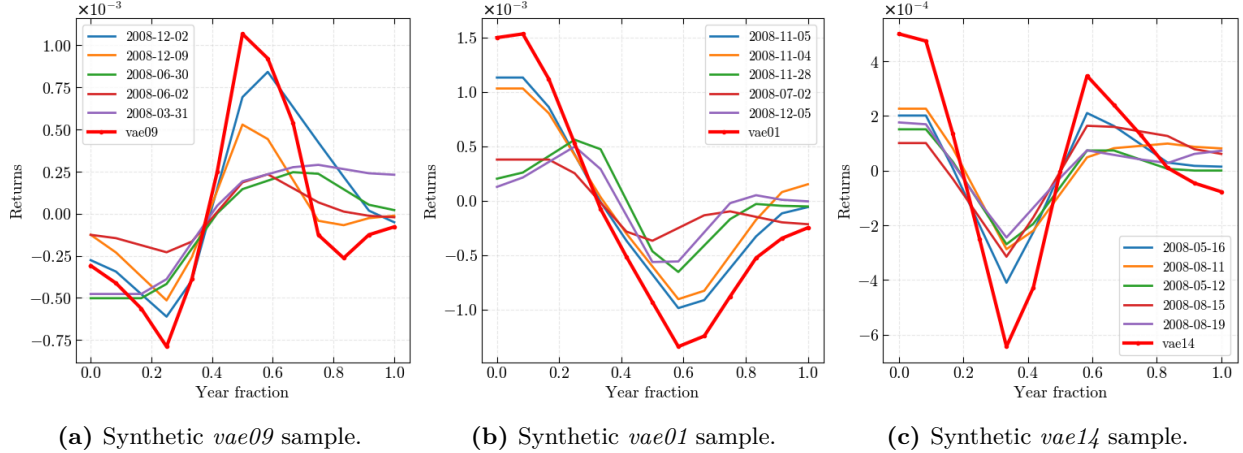 ×10⁻³
1.00
0.75
0.50
0.25
0.00
−0.25
−0.50
−0.75
Returns
2008-12-02
2008-12-09
2008-06-30
2008-06-02
2008-03-31
vae09
0.0 0.2 0.4 0.6 0.8 1.0
Year fraction
(a) Synthetic vae09 sample.
×10⁻³
1.5
1.0
0.5
0.0
−0.5
−1.0
Returns
2008-11-05
2008-11-04
2008-11-28
2008-07-02
2008-12-05
vae01
0.0 0.2 0.4 0.6 0.8 1.0
Year fraction
(b) Synthetic vae01 sample.
×10⁻⁴
4
2
0
−2
−4
−6
Returns
2008-05-16
2008-08-11
2008-05-12
2008-08-15
2008-08-19
vae14
0.0 0.2 0.4 0.6 0.8 1.0
Year fraction
(c) Synthetic vae14 sample.